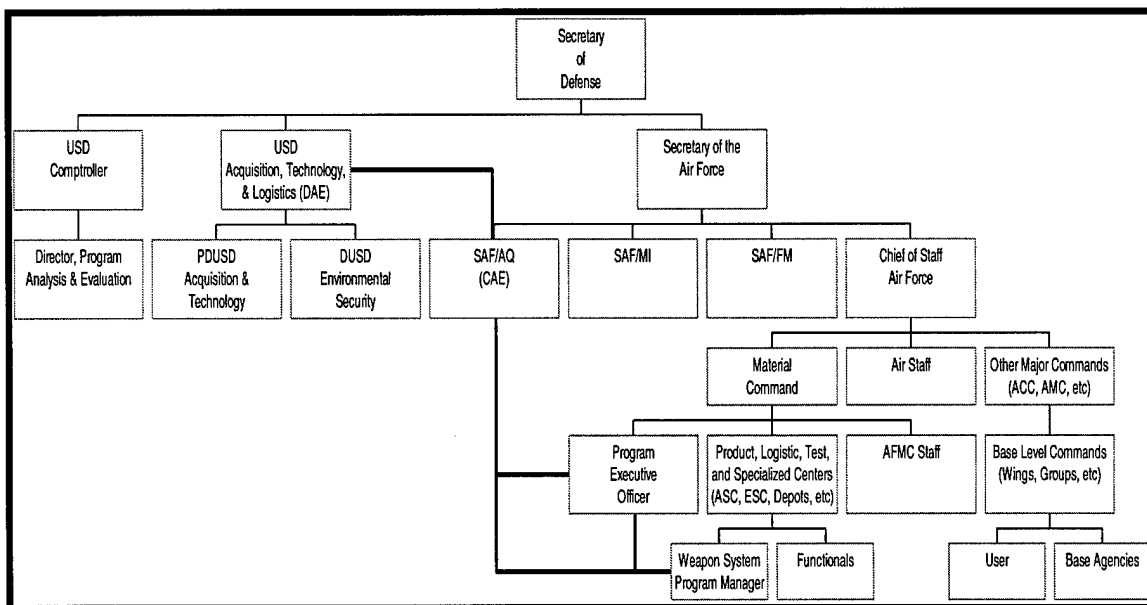 Secretary
of
Defense
USD
Comptroller
USD
Acquisition, Technology,
& Logistics (DAE)
Secretary of the
Air Force
Director, Program
Analysis & Evaluation
PDUSD
Acquisition &
Technology
DUSD
Environmental
Security
SAF/AQ
(CAE)
SAF/MI
SAF/FM
Chief of Staff
Air Force
Material
Command
Air Staff
Other Major Commands
(ACC, AMC, etc)
Program
Executive
Officer
Product, Logistic, Test,
and Specialized Centers
(ASC, ESC, Depots, etc)
AFMC Staff
Base Level Commands
(Wings, Groups, etc)
Weapon System
Program Manager
Functionals
User
Base Agencies